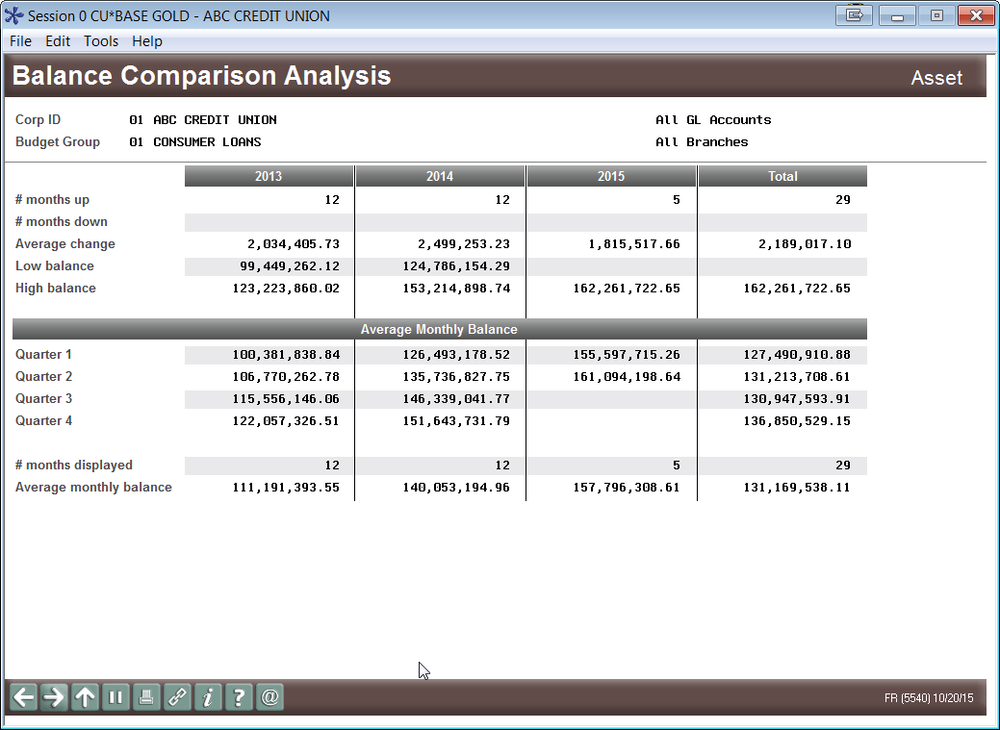 Session 0 CU*BASE GOLD - ABC CREDIT UNION
File Edit Tools Help
Balance Comparison Analysis Asset
Corp ID 01 ABC CREDIT UNION All GL Accounts
Budget Group 01 CONSUMER LOANS All Branches
2013 2014 2015 Total
# months up 12 12 5 29
# months down
Average change 2,034,405.73 2,499,253.23 1,815,517.66 2,189,017.10
Low balance 99,449,262.12 124,786,154.29
High balance 123,223,860.02 153,214,898.74 162,261,722.65 162,261,722.65
Average Monthly Balance
Quarter 1 100,381,838.84 126,493,178.52 155,597,715.26 127,490,910.88
Quarter 2 106,770,262.78 135,736,827.75 161,094,198.64 131,213,708.61
Quarter 3 115,556,146.06 146,339,041.77 130,947,593.91
Quarter 4 122,057,326.51 151,643,731.79 136,850,529.15
# months displayed 12 12 5 29
Average monthly balance 111,191,393.55 140,053,194.96 157,796,308.61 131,169,538.11
i ? @ FR (5540) 10/20/15